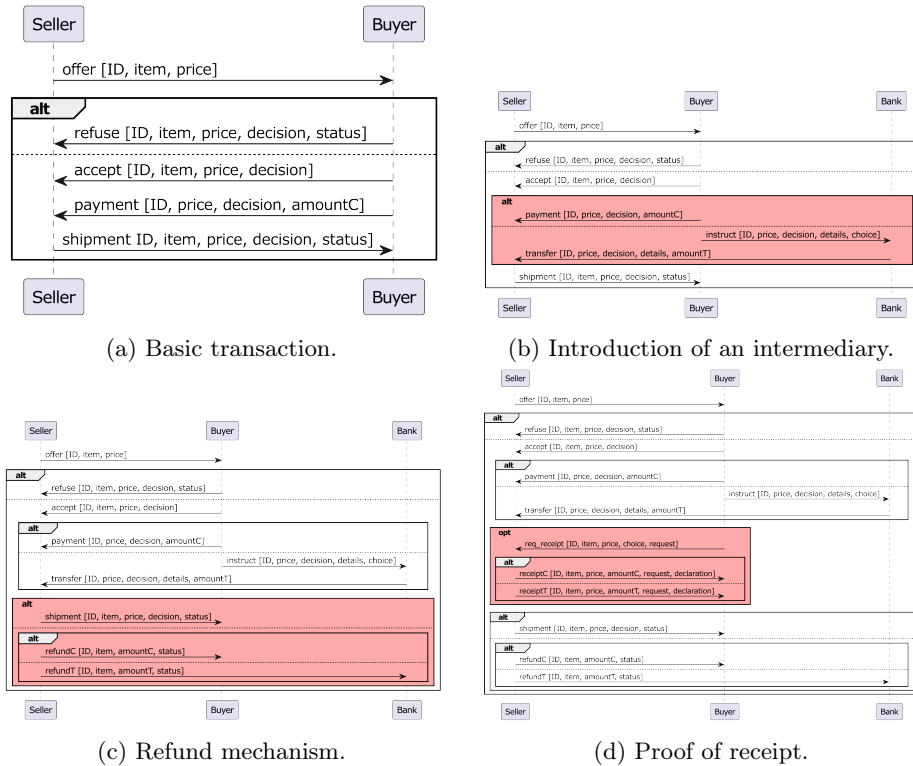 Seller Buyer
offer [ID, item, price]
alt
refuse [ID, item, price, decision, status]
accept [ID, item, price, decision]
payment [ID, price, decision, amountC]
shipment ID, item, price, decision, status]
Seller Buyer
(a) Basic transaction.
Seller Buyer Bank
offer [ID, item, price]
alt
refuse [ID, item, price, decision, status]
accept [ID, item, price, decision]
alt
payment [ID, price, decision, amountC]
instruct [ID, price, decision, details, choice]
transfer [ID, price, decision, details, amountT]
shipment [ID, item, price, decision, status]
Seller Buyer Bank
(b) Introduction of an intermediary.
Seller Buyer Bank
offer [ID, item, price]
alt
refuse [ID, item, price, decision, status]
accept [ID, item, price, decision]
alt
payment [ID, price, decision, amountC]
instruct [ID, price, decision, details, choice]
transfer [ID, price, decision, details, amountT]
alt
shipment [ID, item, price, decision, status]
alt
refundC [ID, item, amountC, status]
refundT [ID, item, amountT, status]
Seller Buyer Bank
(c) Refund mechanism.
Seller Buyer Bank
offer [ID, item, price]
alt
refuse [ID, item, price, decision, status]
accept [ID, item, price, decision]
alt
payment [ID, price, decision, amountC]
instruct [ID, price, decision, details, choice]
transfer [ID, price, decision, details, amountT]
opt
req_receipt [ID, item, price, choice, request]
alt
receiptC [ID, item, price, amountC, request, declaration]
receiptT [ID, item, price, amountT, request, declaration]
alt
shipment [ID, item, price, decision, status]
alt
refundC [ID, item, amountC, status]
refundT [ID, item, amountT, status]
Seller Buyer Bank
(d) Proof of receipt.